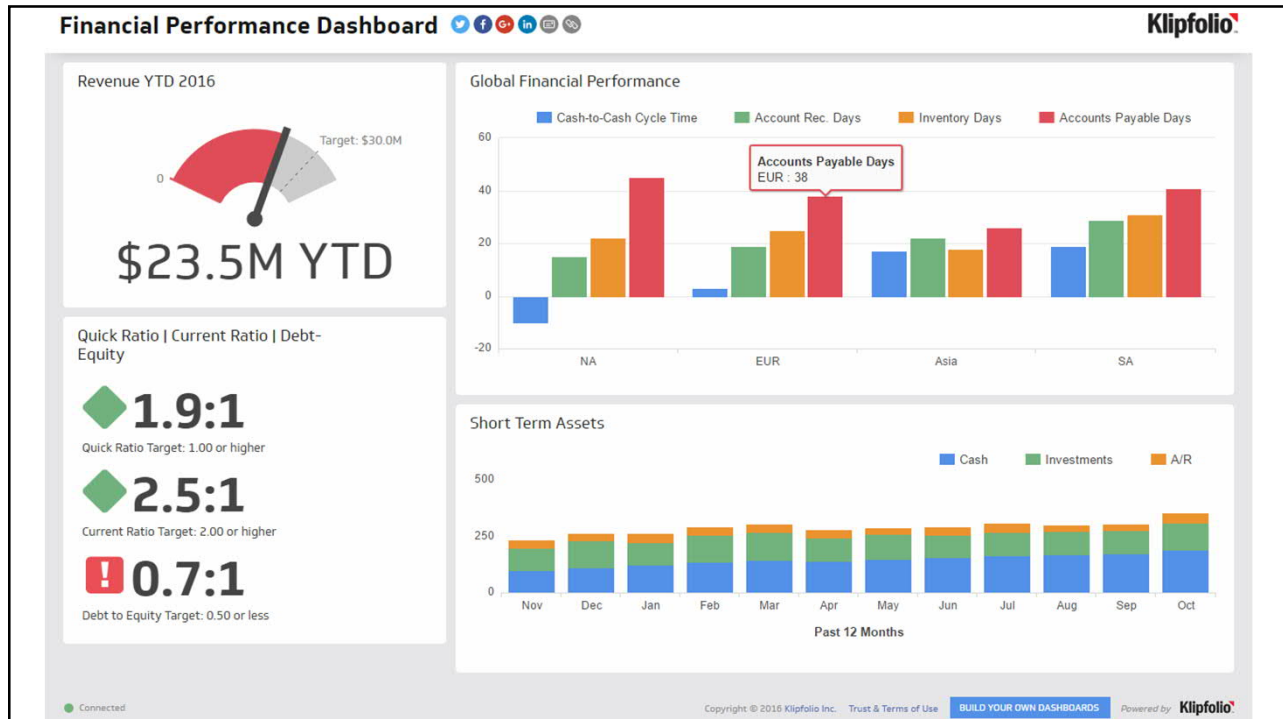 Financial Performance Dashboard
Klipfolio
Revenue YTD 2016
Target: $30.0M
0
$23.5M YTD
Quick Ratio | Current Ratio | Debt-
Equity
1.9:1
Quick Ratio Target: 1.00 or higher
2.5:1
Current Ratio Target: 2.00 or higher
! 0.7:1
Debt to Equity Target: 0.50 or less
Global Financial Performance
Cash-to-Cash Cycle Time Account Rec. Days Inventory Days Accounts Payable Days
60
40
20
0
-20
Accounts Payable Days
EUR : 38
NA EUR Asia SA
Short Term Assets
Cash Investments A/R
500
250
0
Nov Dec Jan Feb Mar Apr May Jun Jul Aug Sep Oct
Past 12 Months
Connected
Copyright © 2016 Klipfolio Inc. Trust & Terms of Use BUILD YOUR OWN DASHBOARDS Powered by Klipfolio